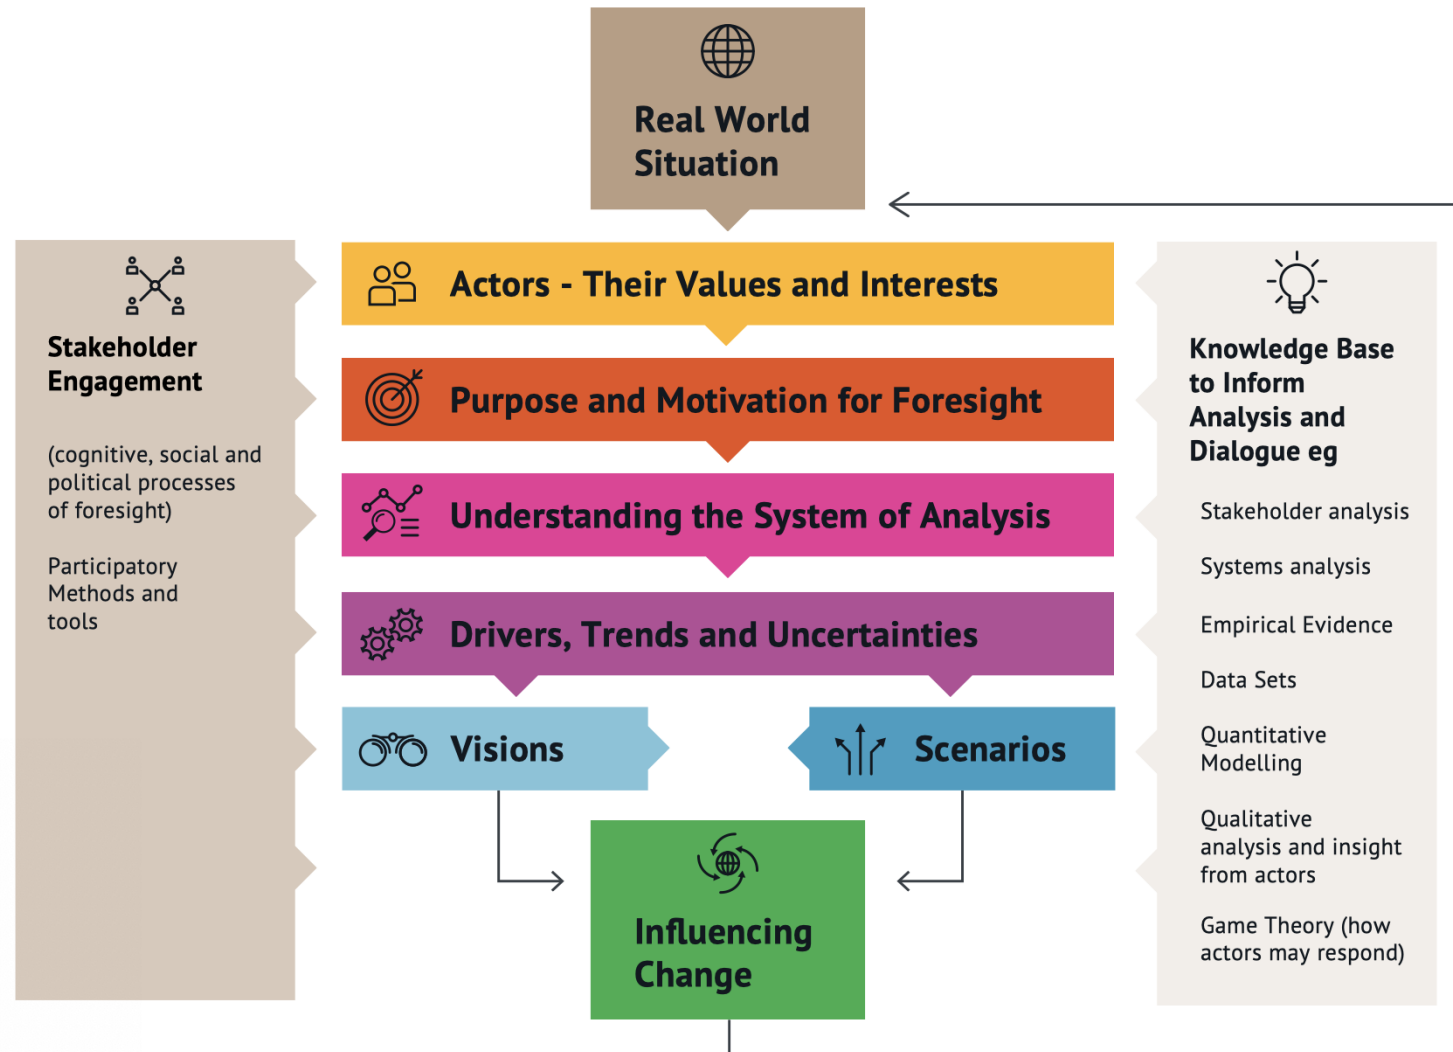 Real World
Situation
Stakeholder
Engagement
(cognitive, social and
political processes
of foresight)
Participatory
Methods and
tools
Actors - Their Values and Interests
Purpose and Motivation for Foresight
Understanding the System of Analysis
Drivers, Trends and Uncertainties
Visions
Scenarios
Influencing
Change
Knowledge Base
to Inform
Analysis and
Dialogue eg
Stakeholder analysis
Systems analysis
Empirical Evidence
Data Sets
Quantitative
Modelling
Qualitative
analysis and insight
from actors
Game Theory (how
actors may respond)